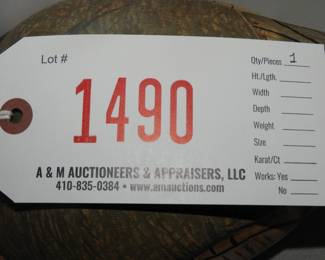 Lot #
1490
Qty/Pieces 1
Ht./Lgth.
Width
Depth
Weight
Size
Karat/Ct
Works: Yes
No
A & M AUCTIONEERS & APPRAISERS, LLC
410-835-0384 • www.amauctions.com